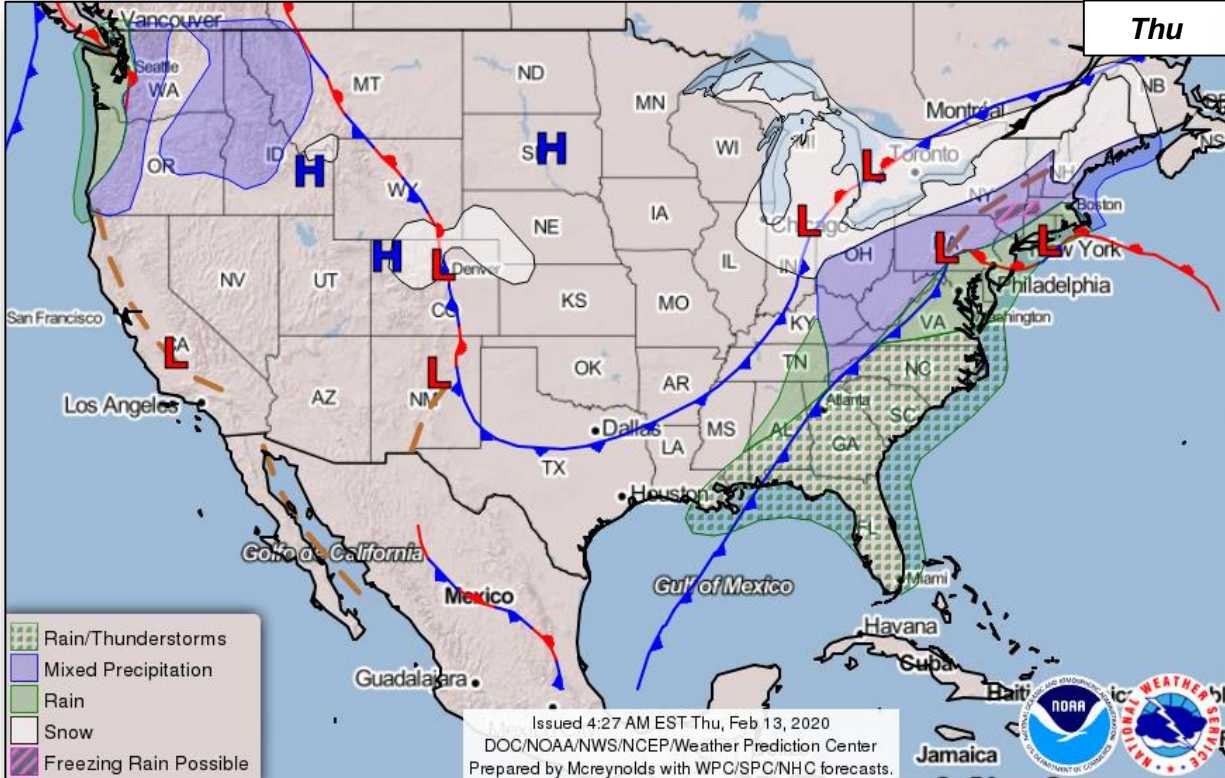 Thu
Vancouver
Seattle
WA
MT
ND
MN
Montréal
NB
NS
OR
ID
H
WY
S
H
WI
MI
L
Toronto
NY
NH
Boston
NE
IA
Chicago
L
OH
L
L
New York
H
L
Denver
NV
UT
IL
IN
Philadelphia
San Francisco
CO
KS
MO
KY
VA
Washington
L
CA
L
NM
AZ
OK
AR
TN
NC
Los Angeles
Dallas
MS
AL
Atlanta
SC
GA
LA
TX
Houston
FL
Golfo de California
Gulf of Mexico
Miami
Mexico
Havana
Cuba
Guadalajara
Jamaica
Rain/Thunderstorms
Mixed Precipitation
Rain
Snow
Freezing Rain Possible
Issued 4:27 AM EST Thu, Feb 13, 2020
DOC/NOAA/NWS/NCEP/Weather Prediction Center
Prepared by Mcreynolds with WPC/SPC/NHC forecasts.
NOAA
NATIONAL WEATHER SERVICE